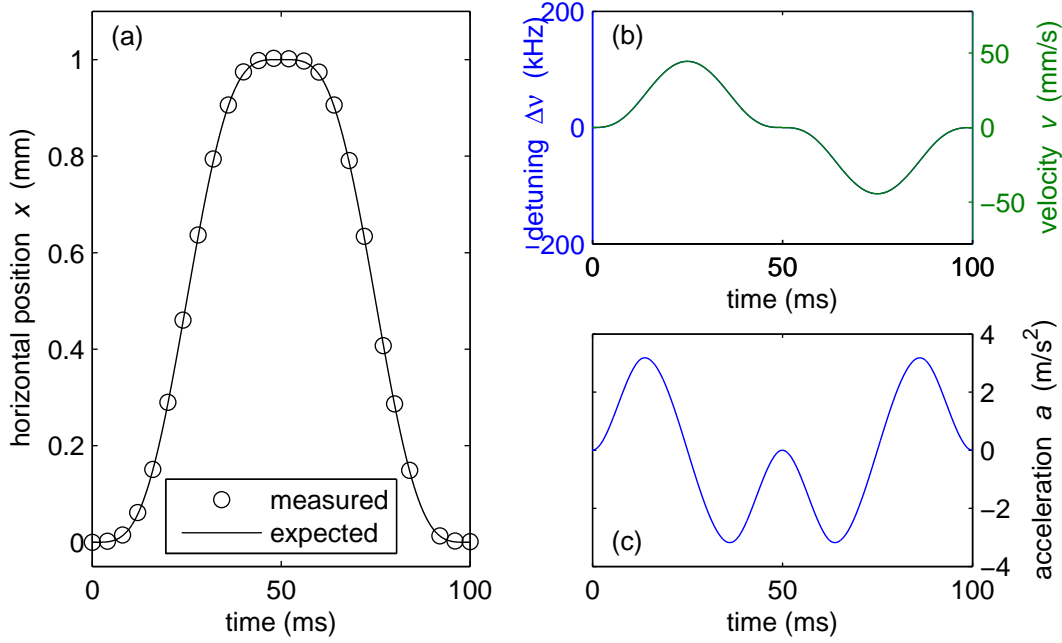 (a)
1
0.8
0.6
0.4
0.2
0
horizontal position x (mm)
measured
expected
0
50
100
time (ms)
(b)
200
0
−200
detuning Δν (kHz)
50
0
−50
velocity v (mm/s)
0
50
100
time (ms)
(c)
4
2
0
−2
−4
acceleration a (m/s²)
0
50
100
time (ms)